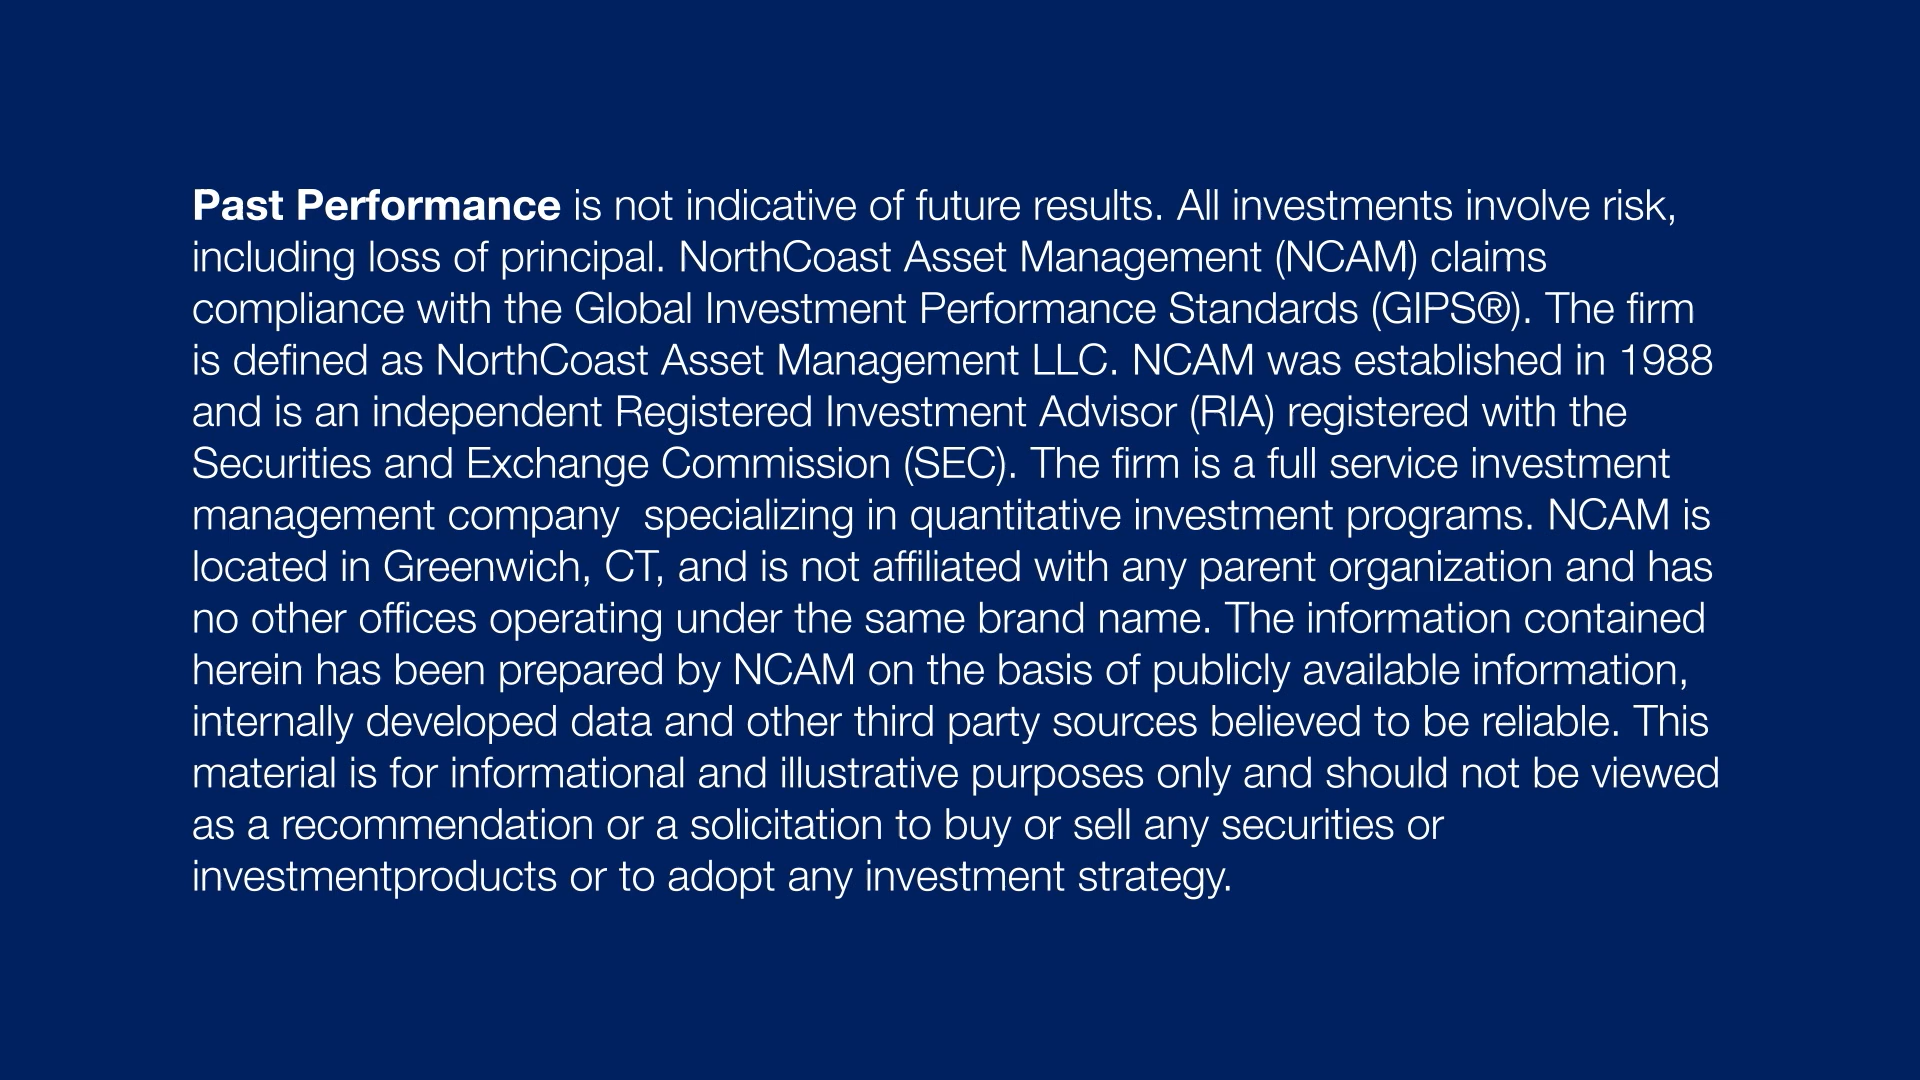 Past Performance is not indicative of future results. All investments involve risk,
including loss of principal. NorthCoast Asset Management (NCAM) claims
compliance with the Global Investment Performance Standards (GIPS®). The firm
is defined as NorthCoast Asset Management LLC. NCAM was established in 1988
and is an independent Registered Investment Advisor (RIA) registered with the
Securities and Exchange Commission (SEC). The firm is a full service investment
management company  specializing in quantitative investment programs. NCAM is
located in Greenwich, CT, and is not affiliated with any parent organization and has
no other offices operating under the same brand name. The information contained
herein has been prepared by NCAM on the basis of publicly available information,
internally developed data and other third party sources believed to be reliable. This
material is for informational and illustrative purposes only and should not be viewed
as a recommendation or a solicitation to buy or sell any securities or
investmentproducts or to adopt any investment strategy.